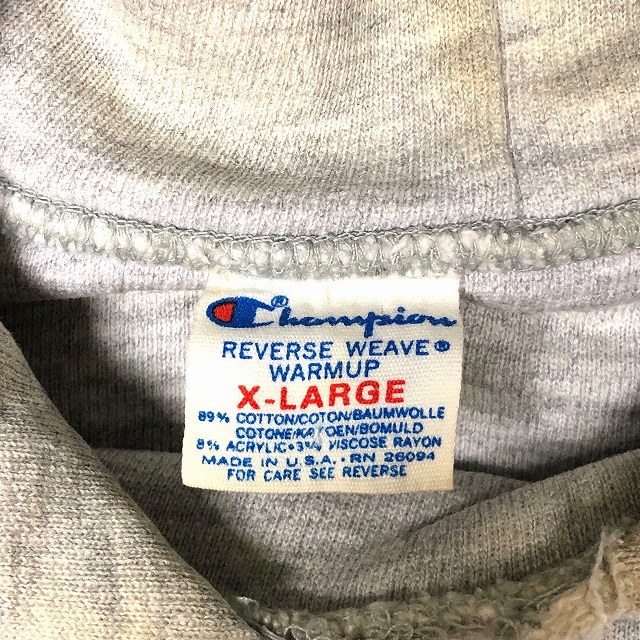 Champion®
REVERSE WEAVE®
WARMUP
X-LARGE
89% COTTON/COTON/BAUMWOLLE
COTONE/KATOEN/BOMULD
8% ACRYLIC•3% VISCOSE RAYON
MADE IN U.S.A. • RN 26094
FOR CARE SEE REVERSE